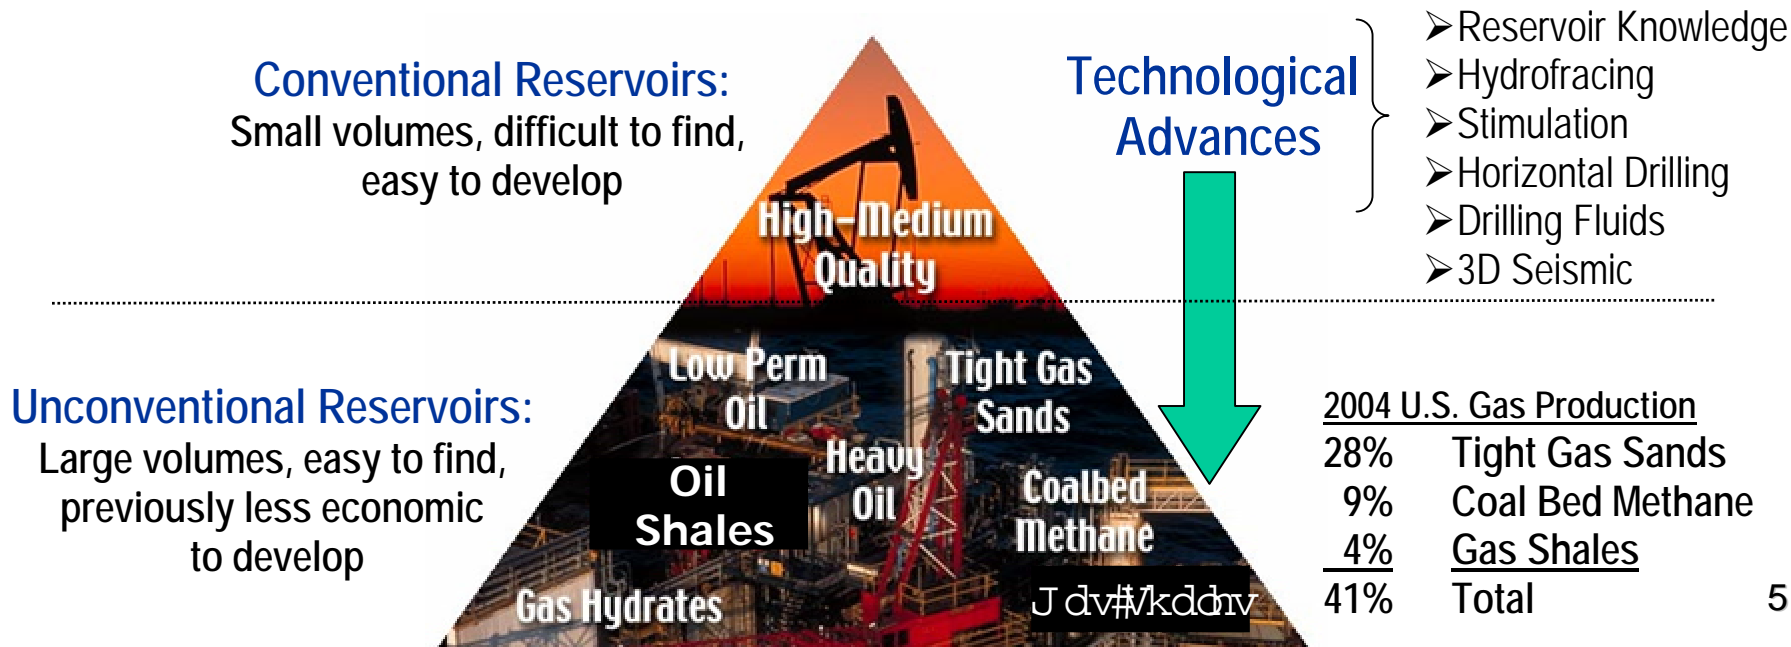 Conventional Reservoirs:
Small volumes, difficult to find,
easy to develop
Technological
Advances
➢Reservoir Knowledge
➢Hydrofracing
➢Stimulation
➢Horizontal Drilling
➢Drilling Fluids
➢3D Seismic
High-Medium
Quality
Unconventional Reservoirs:
Large volumes, easy to find,
previously less economic
to develop
Low Perm
Oil
Tight Gas
Sands
Oil
Shales
Heavy
Oil
Coalbed
Methane
Gas Hydrates
2004 U.S. Gas Production
28% Tight Gas Sands
9% Coal Bed Methane
4% Gas Shales
41% Total
5